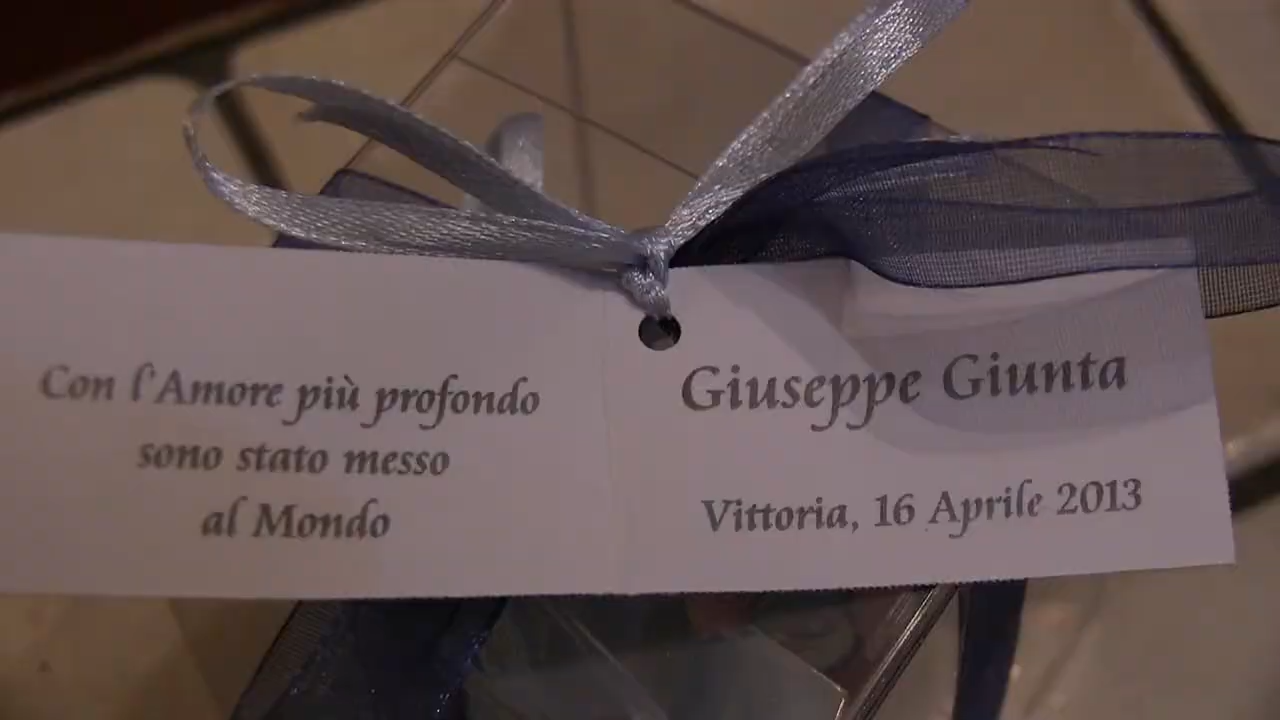 Con l'Amore più profondo
sono stato messo
al Mondo
Giuseppe Giunta
Vittoria, 16 Aprile 2013